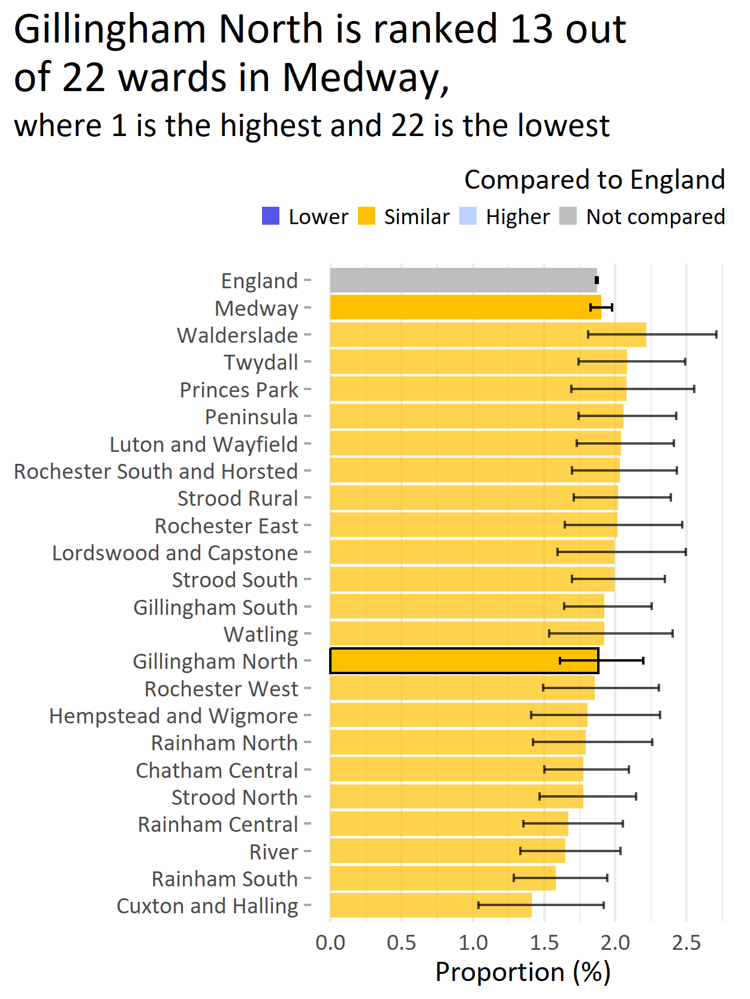 Gillingham North is ranked 13 out
of 22 wards in Medway,
where 1 is the highest and 22 is the lowest
Compared to England
Lower Similar Higher Not compared
England
Medway
Walderslade
Twydall
Princes Park
Peninsula
Luton and Wayfield
Rochester South and Horsted
Strood Rural
Rochester East
Lordswood and Capstone
Strood South
Gillingham South
Watling
Gillingham North
Rochester West
Hempstead and Wigmore
Rainham North
Chatham Central
Strood North
Rainham Central
River
Rainham South
Cuxton and Halling
0.0 0.5 1.0 1.5 2.0 2.5
Proportion (%)